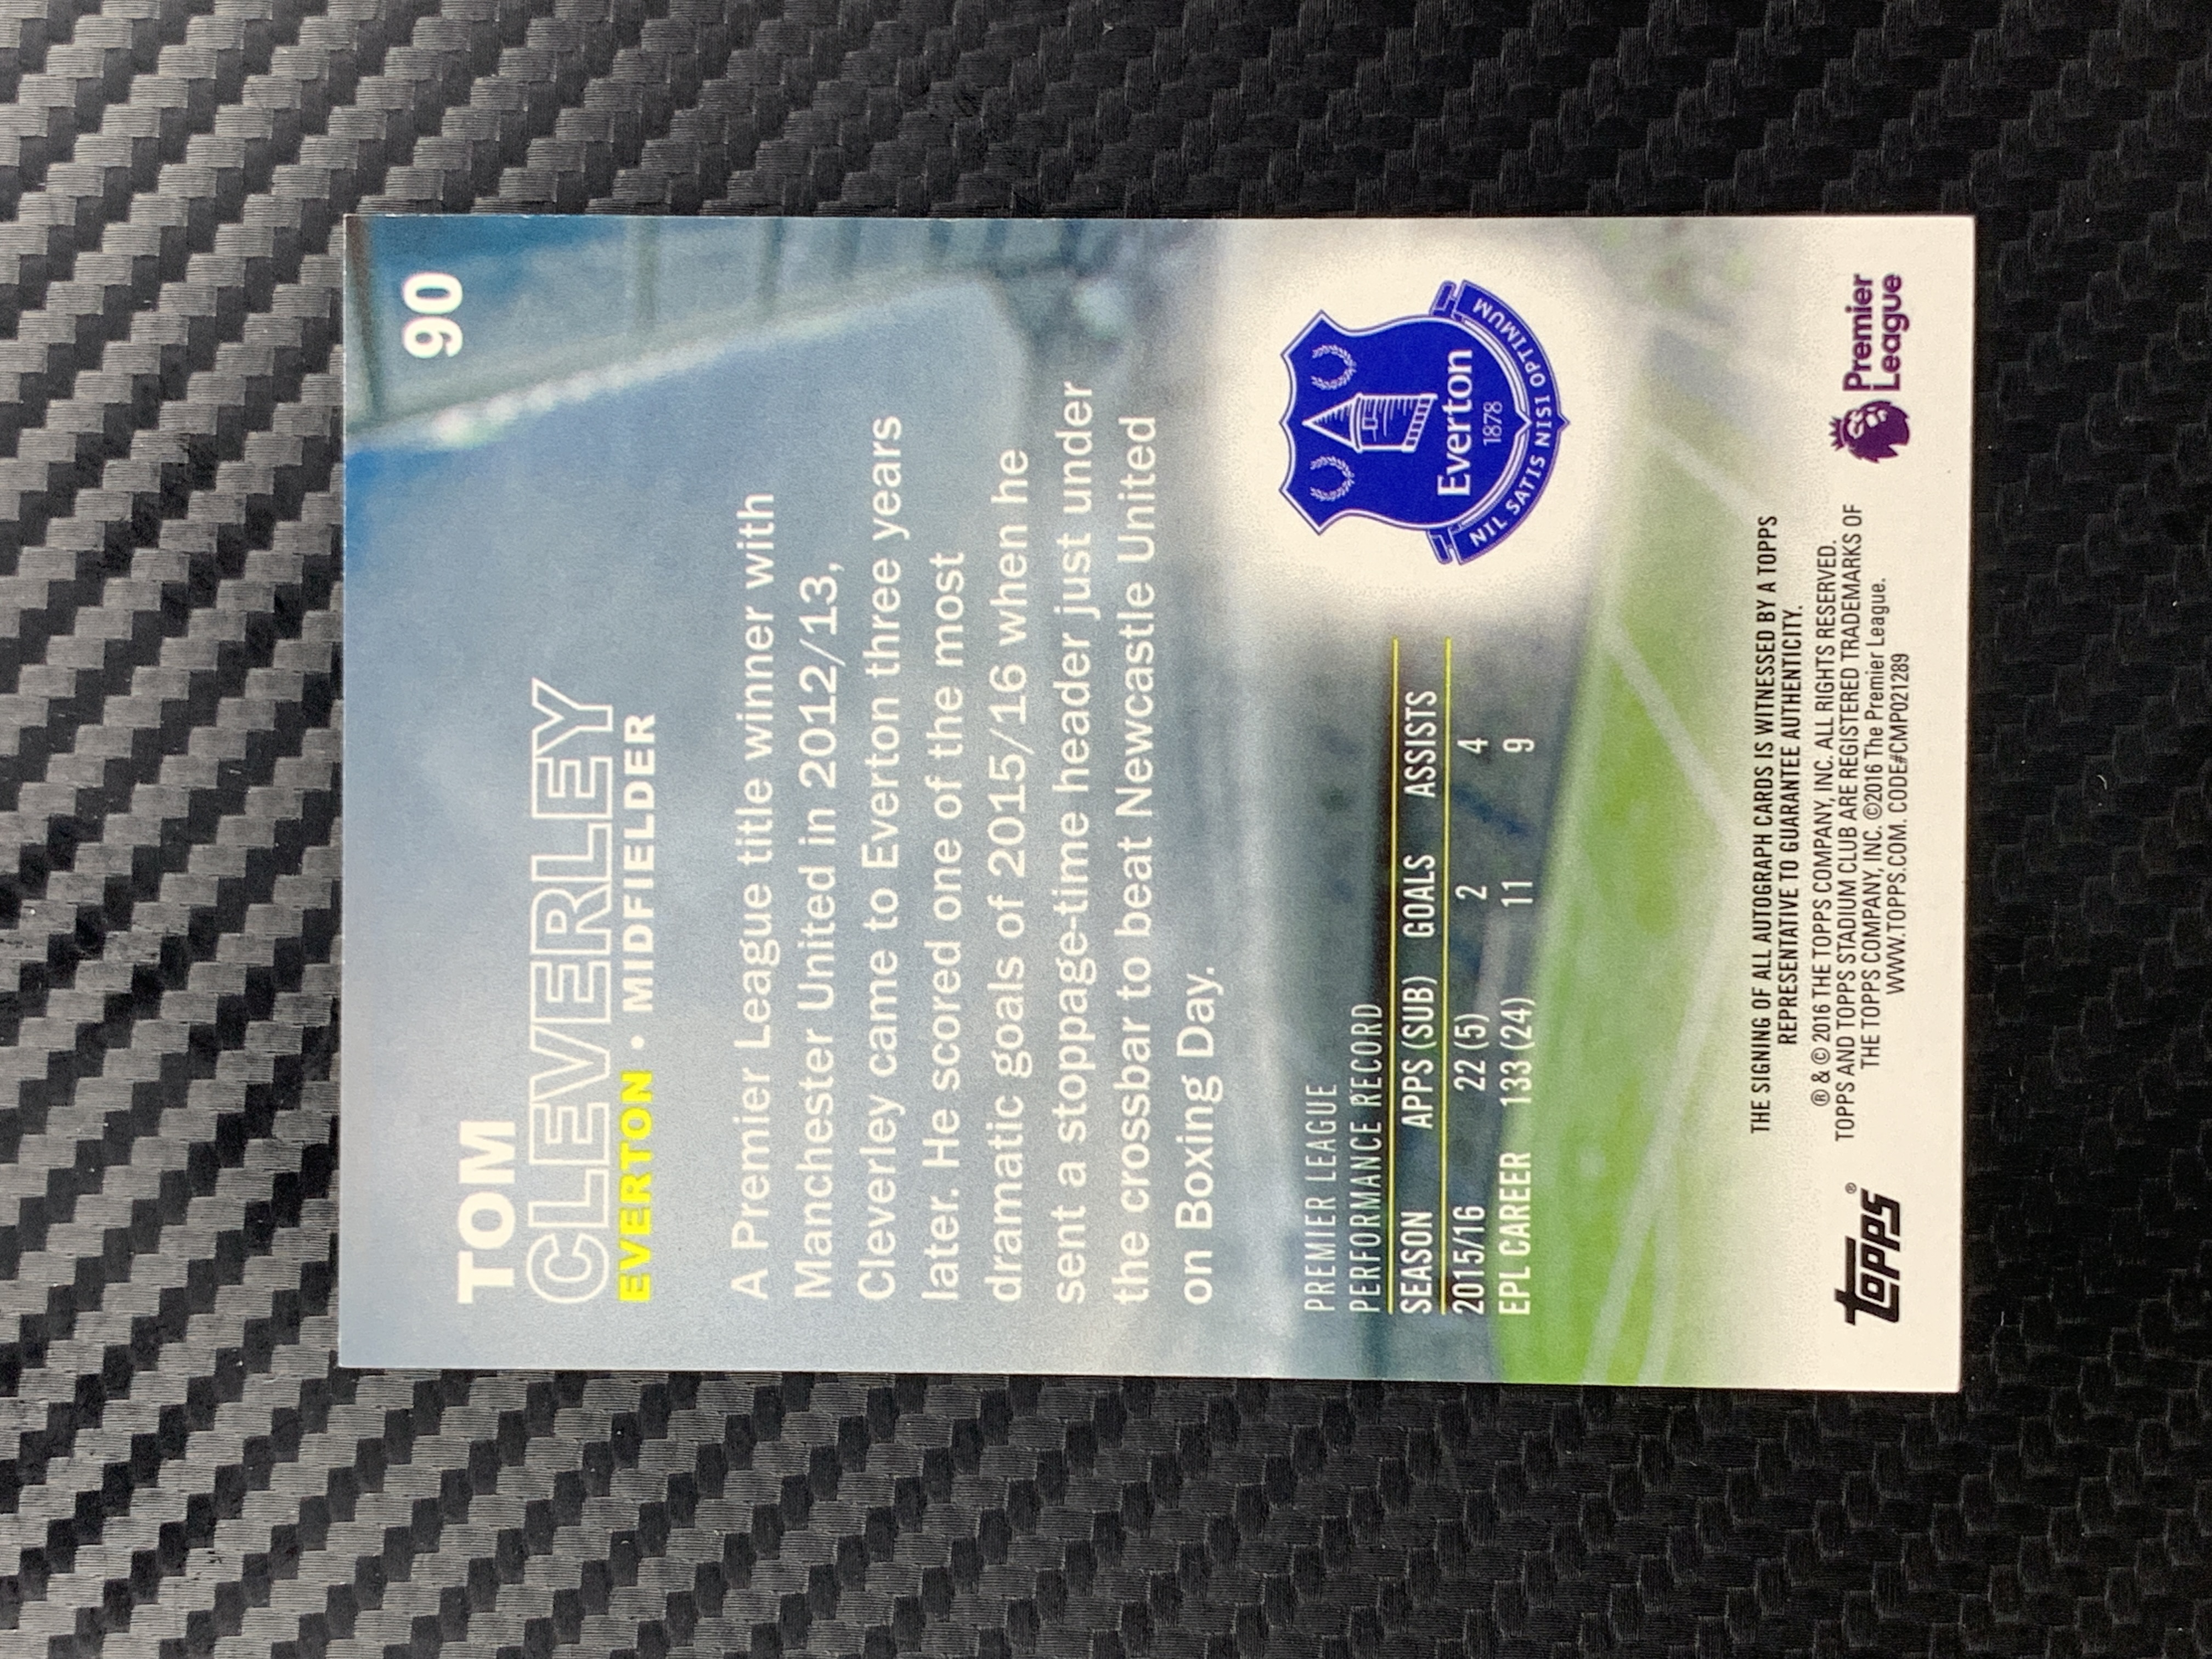 90
TOM
CLEVERLEY
EVERTON • MIDFIELDER
A Premier League title winner with
Manchester United in 2012/13,
Cleverley came to Everton three years
later. He scored one of the most
dramatic goals of 2015/16 when he
sent a stoppage-time header just under
the crossbar to beat Newcastle United
on Boxing Day.
PREMIER LEAGUE
PERFORMANCE RECORD
SEASON APPS (SUB) GOALS ASSISTS
2015/16 22 (5) 2 4
EPL CAREER 133 (24) 11 9
Everton
1878
NIL SATIS NISI OPTIMUM
THE SIGNING OF ALL AUTOGRAPH CARDS IS WITNESSED BY A TOPPS
REPRESENTATIVE TO GUARANTEE AUTHENTICITY.
® & © 2016 THE TOPPS COMPANY, INC. ALL RIGHTS RESERVED.
TOPPS AND TOPPS STADIUM CLUB ARE REGISTERED TRADEMARKS OF
THE TOPPS COMPANY, INC. ©2016 The Premier League.
WWW.TOPPS.COM. CODE#CMP021289
Topps®
Premier
League